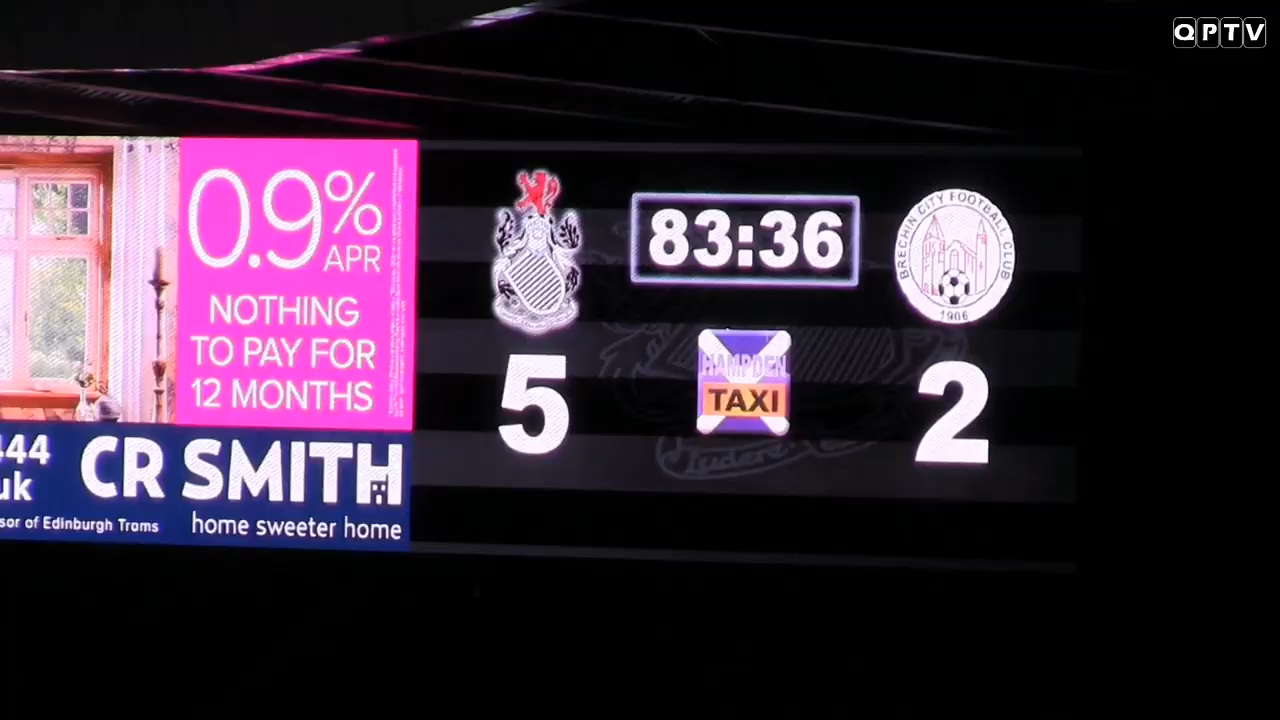 QPTV
0.9%
APR
NOTHING
TO PAY FOR
12 MONTHS
444
uk
CR SMITH
sor of Edinburgh Trams
home sweeter home
83:36
BRECHIN CITY FOOTBALL CLUB
1906
HAMPDEN
TAXI
5
2
Ludere